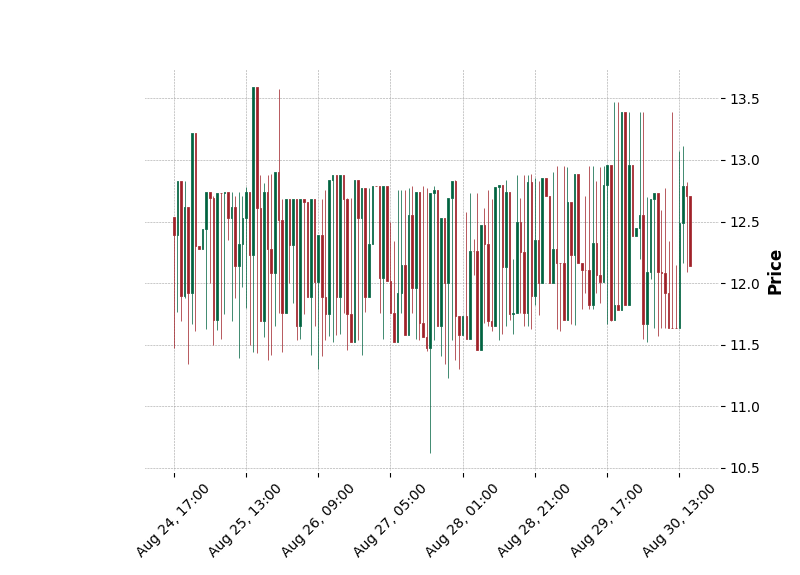 13.5
13.0
12.5
12.0
11.5
11.0
10.5
Price
Aug 24, 17:00
Aug 25, 13:00
Aug 26, 09:00
Aug 27, 05:00
Aug 28, 01:00
Aug 28, 21:00
Aug 29, 17:00
Aug 30, 13:00